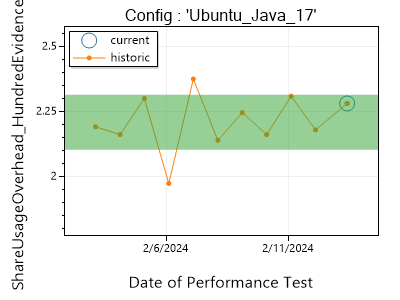 Config : 'Ubuntu_Java_17'
current
historic
ShareUsageOverhead_HundredEvidence
2.5
2.25
2
2/6/2024
2/11/2024
Date of Performance Test